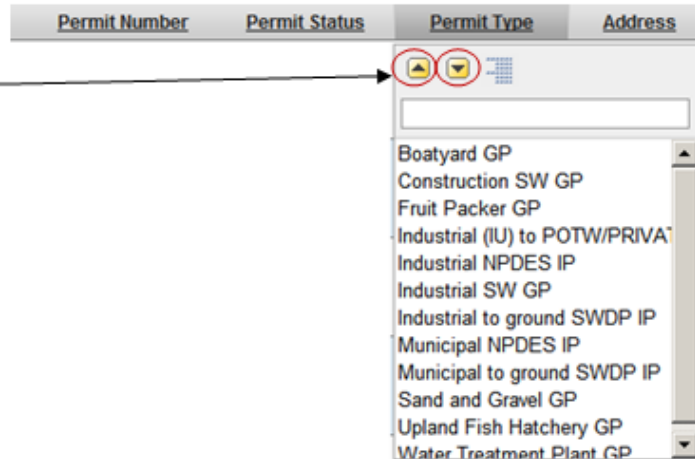 Permit Number Permit Status Permit Type Address
Boatyard GP
Construction SW GP
Fruit Packer GP
Industrial (IU) to POTW/PRIVAT
Industrial NPDES IP
Industrial SW GP
Industrial to ground SWDP IP
Municipal NPDES IP
Municipal to ground SWDP IP
Sand and Gravel GP
Upland Fish Hatchery GP
Water Treatment Plant GP